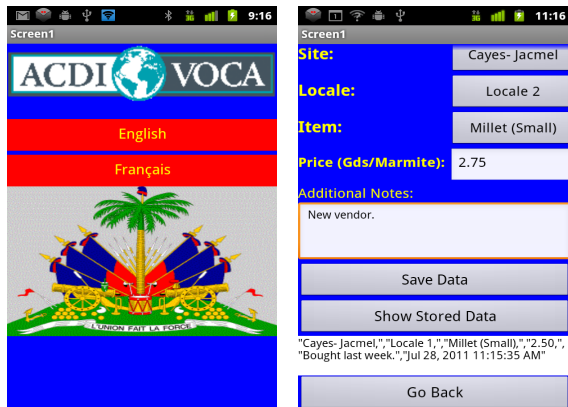 9:16
Screen1
ACDI VOCA
English
Français
L'UNION FAIT LA FORCE
1
3G
11:16
Screen1
Site:
Cayes- Jacmel
Locale:
Locale 2
Item:
Millet (Small)
Price (Gds/Marmite):
2.75
Additional Notes:
New vendor.
Save Data
Show Stored Data
"Cayes- Jacmel,","Locale 1,","Millet (Small),","2.50,",
"Bought last week.","Jul 28, 2011 11:15:35 AM"
Go Back